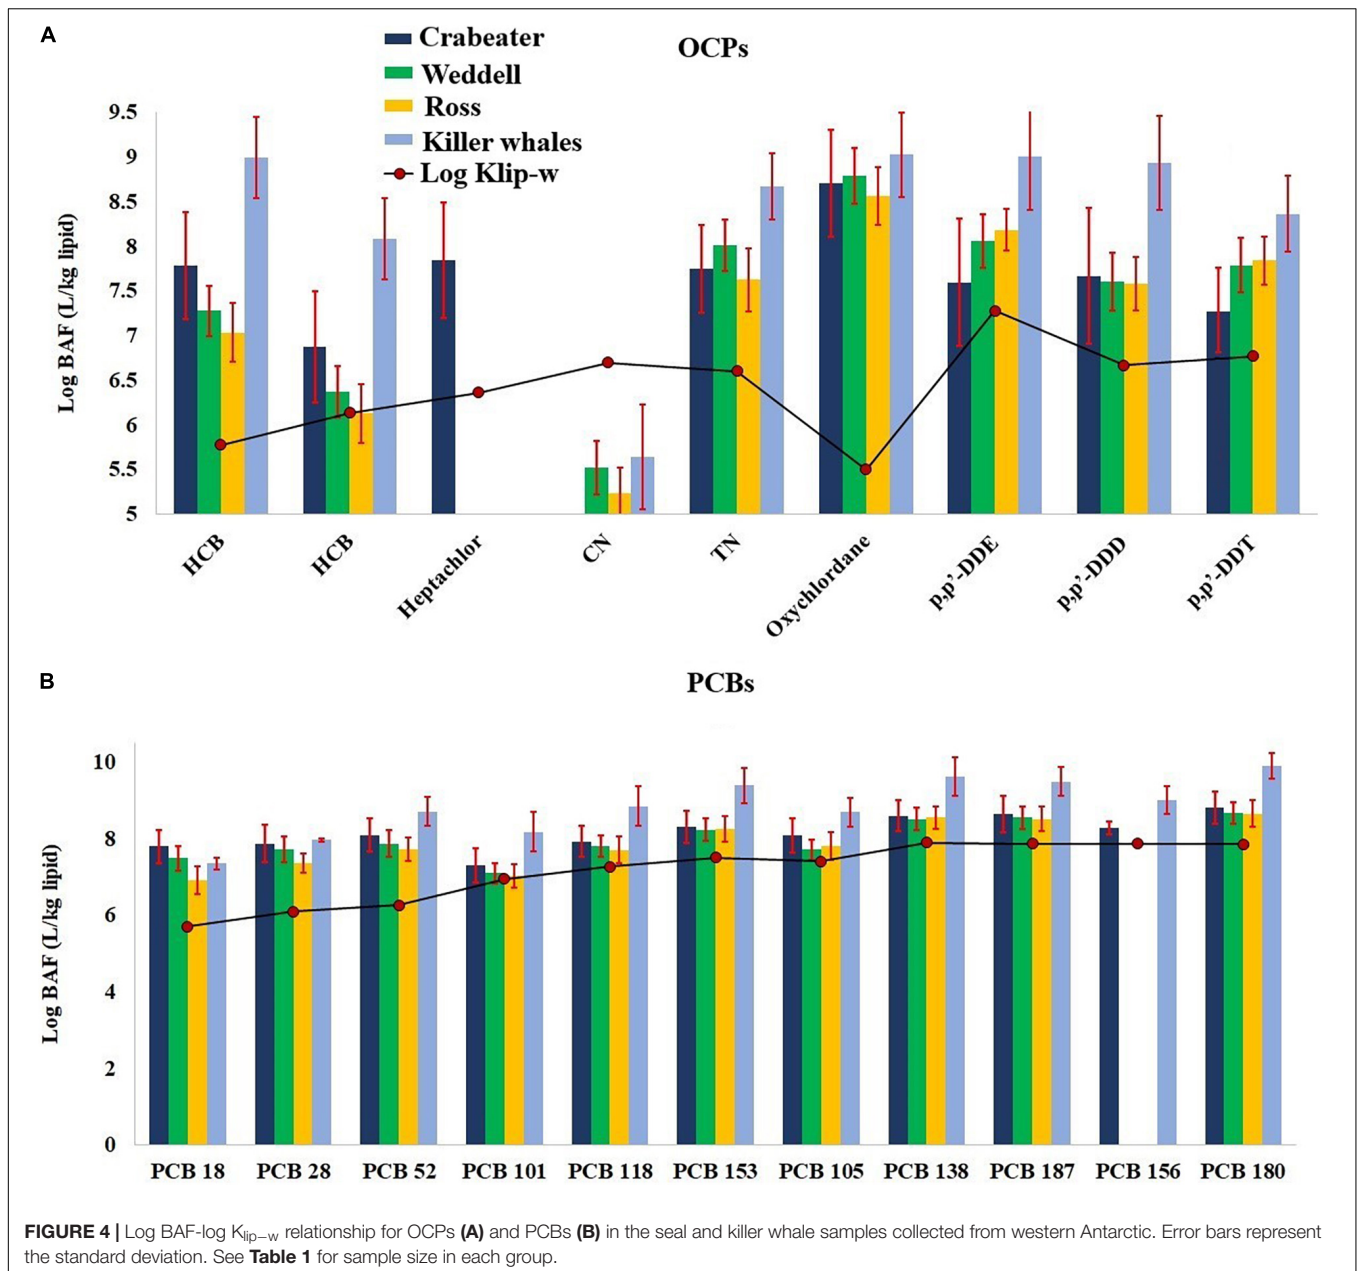 A
OCPs
Crabeater
Weddell
Ross
Killer whales
Log Klip-w
Log BAF (L/kg lipid)
9.5
9
8.5
8
7.5
7
6.5
6
5.5
5
HCB
HCB
Heptachlor
CN
TN
Oxychlordane
p,p’-DDE
p,p’-DDD
p,p’-DDT
B
PCBs
Log BAF (L/kg lipid)
10
8
6
4
2
0
PCB 18 PCB 28 PCB 52 PCB 101 PCB 118 PCB 153 PCB 105 PCB 138 PCB 187 PCB 156 PCB 180
FIGURE 4 | Log BAF-log Klip−w relationship for OCPs (A) and PCBs (B) in the seal and killer whale samples collected from western Antarctic. Error bars represent
the standard deviation. See Table 1 for sample size in each group.